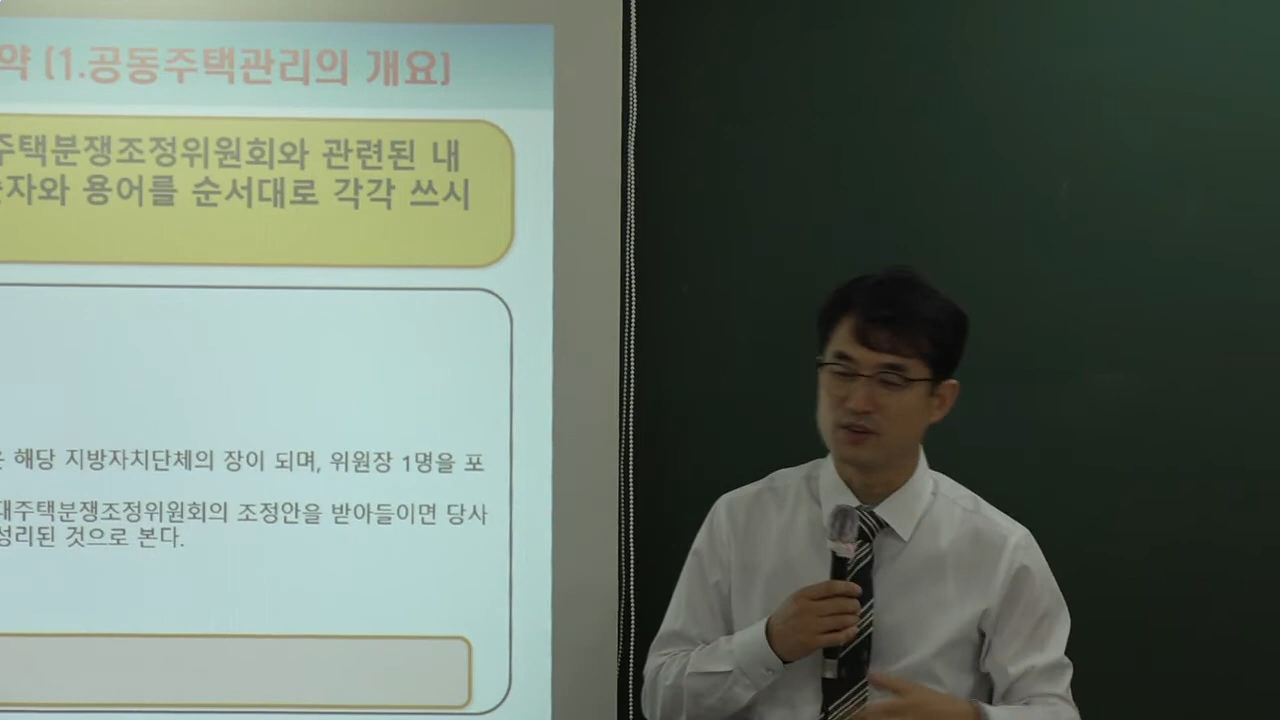 약 [1.공동주택관리의 개요]
주택분쟁조정위원회와 관련된 내
숫자와 용어를 순서대로 각각 쓰시
은 해당 지방자치단체의 장이 되며, 위원장 1명을 포
대주택분쟁조정위원회의 조정안을 받아들이면 당사
성립된 것으로 본다.